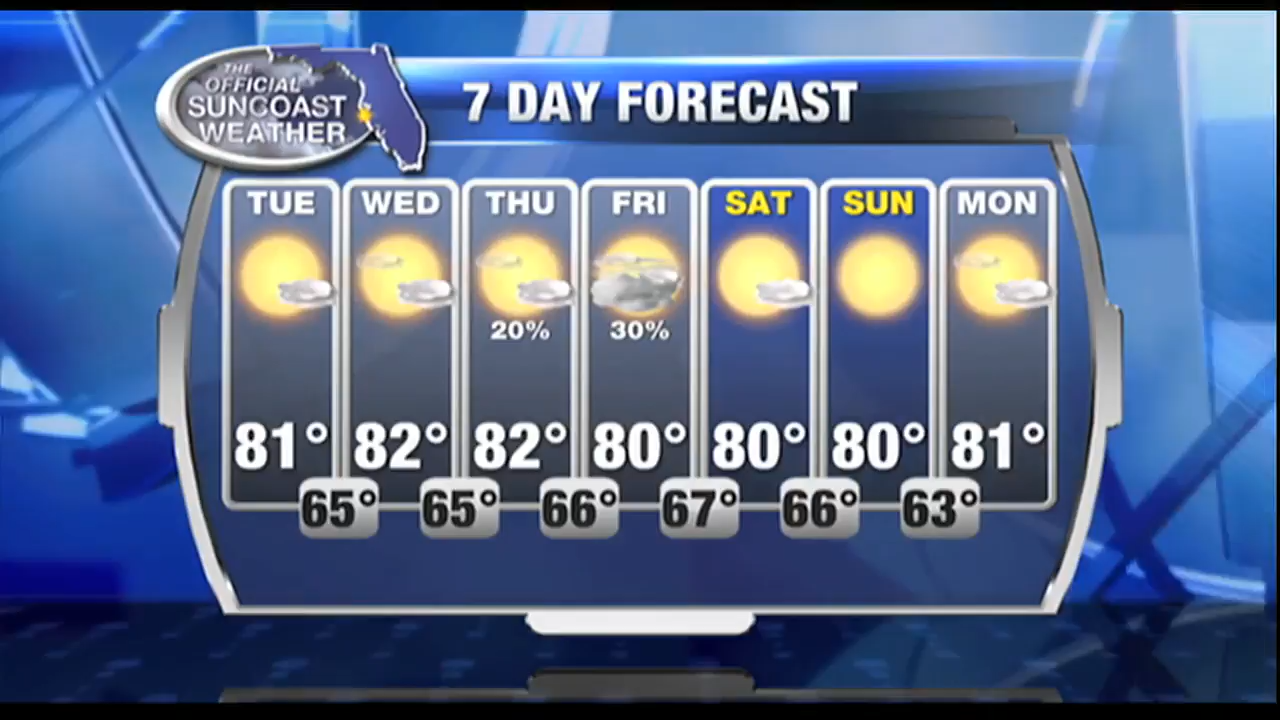 THE
OFFICIAL
SUNCOAST
WEATHER
7 DAY FORECAST
TUE WED THU FRI SAT SUN MON
20% 30%
81° 82° 82° 80° 80° 80° 81°
65° 65° 66° 67° 66° 63°